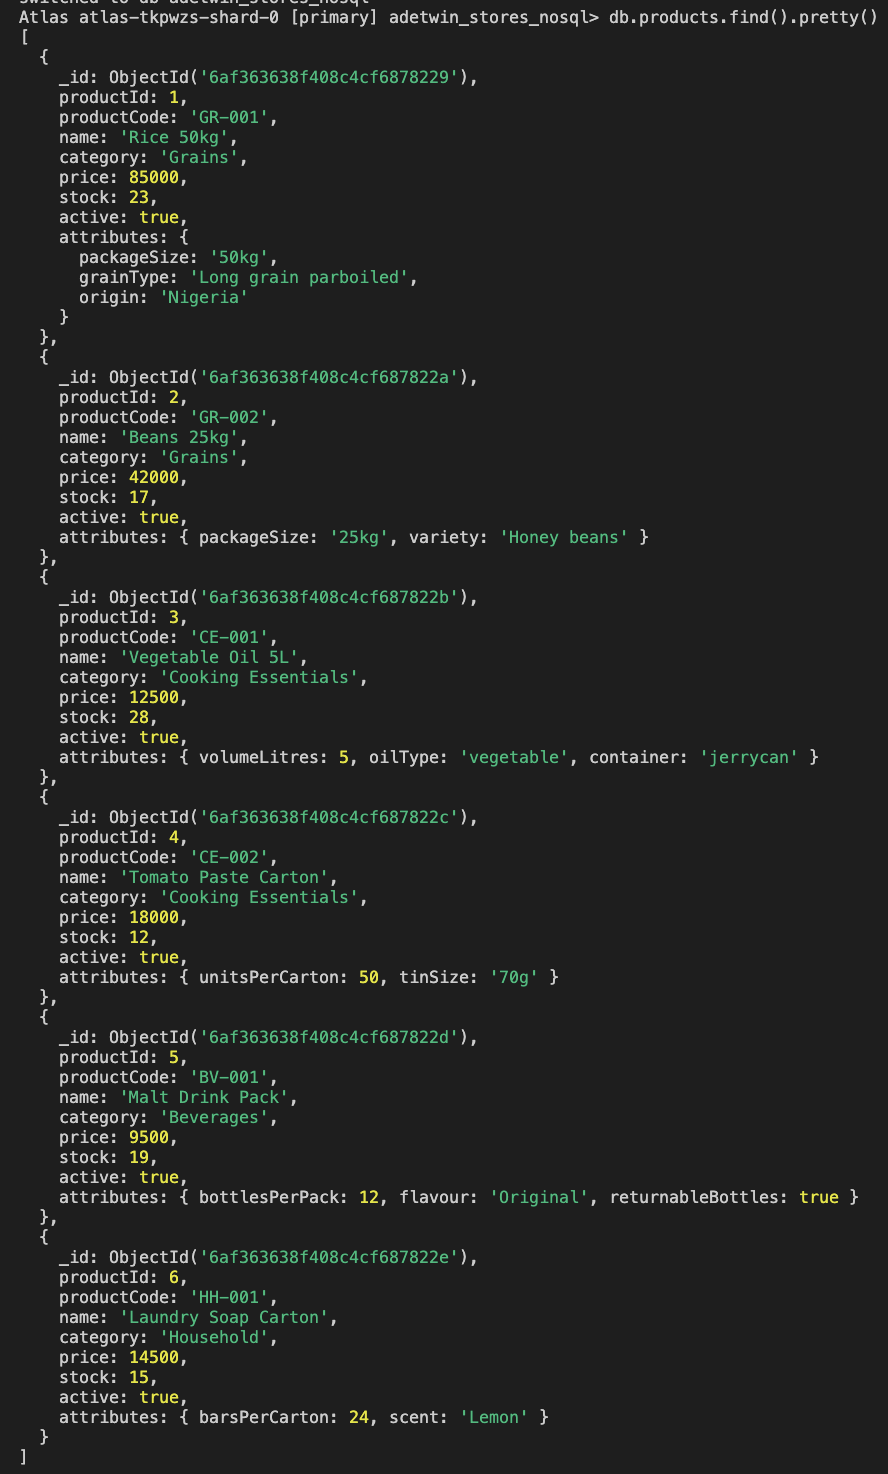 switched to db adetwin_stores_nosql
Atlas atlas-tkpwzs-shard-0 [primary] adetwin_stores_nosql> db.products.find().pretty()
[
  {
    _id: ObjectId('6af363638f408c4cf6878229'),
    productId: 1,
    productCode: 'GR-001',
    name: 'Rice 50kg',
    category: 'Grains',
    price: 85000,
    stock: 23,
    active: true,
    attributes: {
      packageSize: '50kg',
      grainType: 'Long grain parboiled',
      origin: 'Nigeria'
    }
  },
  {
    _id: ObjectId('6af363638f408c4cf687822a'),
    productId: 2,
    productCode: 'GR-002',
    name: 'Beans 25kg',
    category: 'Grains',
    price: 42000,
    stock: 17,
    active: true,
    attributes: { packageSize: '25kg', variety: 'Honey beans' }
  },
  {
    _id: ObjectId('6af363638f408c4cf687822b'),
    productId: 3,
    productCode: 'CE-001',
    name: 'Vegetable Oil 5L',
    category: 'Cooking Essentials',
    price: 12500,
    stock: 28,
    active: true,
    attributes: { volumeLitres: 5, oilType: 'vegetable', container: 'jerrycan' }
  },
  {
    _id: ObjectId('6af363638f408c4cf687822c'),
    productId: 4,
    productCode: 'CE-002',
    name: 'Tomato Paste Carton',
    category: 'Cooking Essentials',
    price: 18000,
    stock: 12,
    active: true,
    attributes: { unitsPerCarton: 50, tinSize: '70g' }
  },
  {
    _id: ObjectId('6af363638f408c4cf687822d'),
    productId: 5,
    productCode: 'BV-001',
    name: 'Malt Drink Pack',
    category: 'Beverages',
    price: 9500,
    stock: 19,
    active: true,
    attributes: { bottlesPerPack: 12, flavour: 'Original', returnableBottles: true }
  },
  {
    _id: ObjectId('6af363638f408c4cf687822e'),
    productId: 6,
    productCode: 'HH-001',
    name: 'Laundry Soap Carton',
    category: 'Household',
    price: 14500,
    stock: 15,
    active: true,
    attributes: { barsPerCarton: 24, scent: 'Lemon' }
  }
]